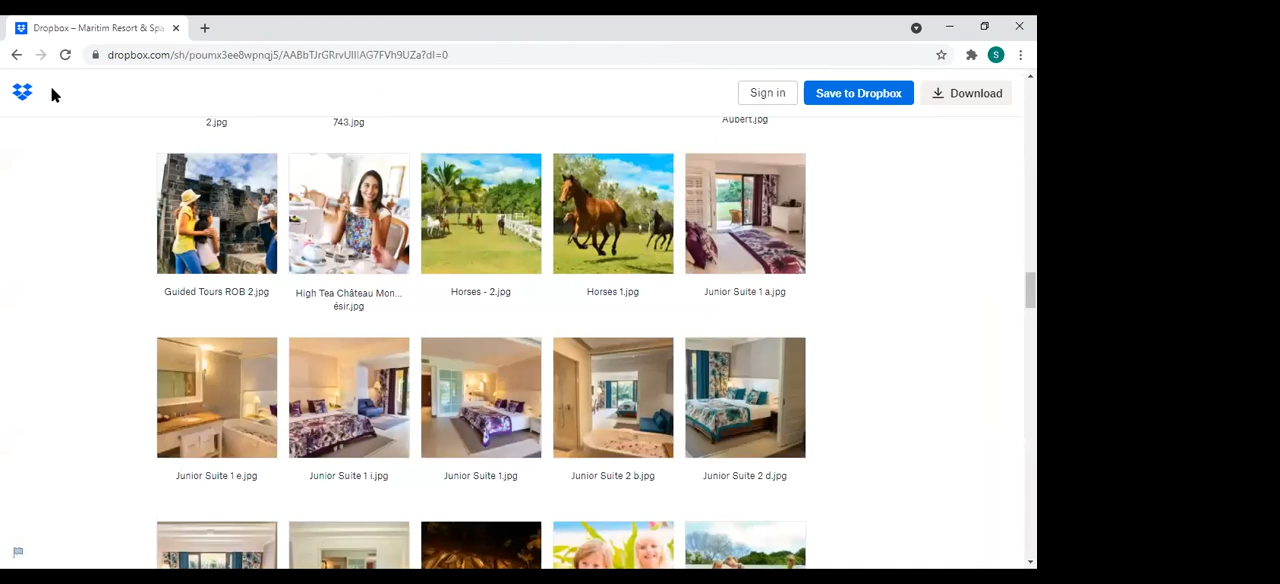 Dropbox – Maritim Resort & Spa
dropbox.com/sh/poumx3ee8wpnqj5/AABbTJrGRrvUIlIAG7FVh9UZa?dl=0
S
Sign in
Save to Dropbox
Download
2.jpg
743.jpg
Aubert.jpg
Guided Tours ROB 2.jpg
High Tea Château Mon...
ésir.jpg
Horses - 2.jpg
Horses 1.jpg
Junior Suite 1 a.jpg
Junior Suite 1 e.jpg
Junior Suite 1 i.jpg
Junior Suite 1.jpg
Junior Suite 2 b.jpg
Junior Suite 2 d.jpg